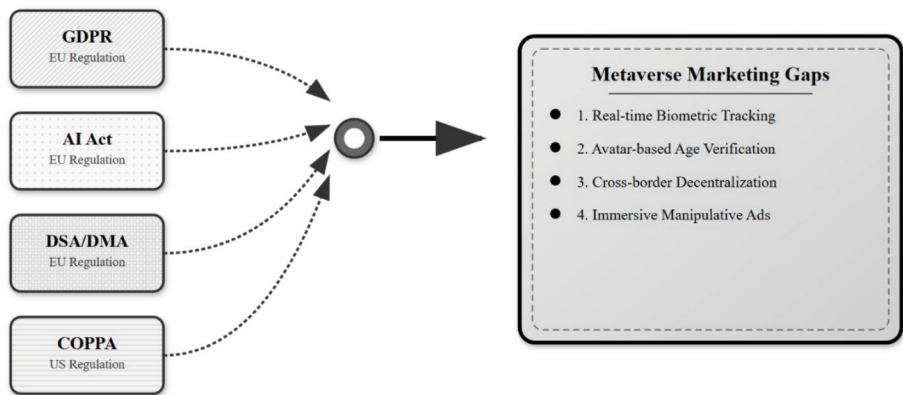 GDPR
EU Regulation
AI Act
EU Regulation
DSA/DMA
EU Regulation
COPPA
US Regulation
Metaverse Marketing Gaps
1. Real-time Biometric Tracking
2. Avatar-based Age Verification
3. Cross-border Decentralization
4. Immersive Manipulative Ads